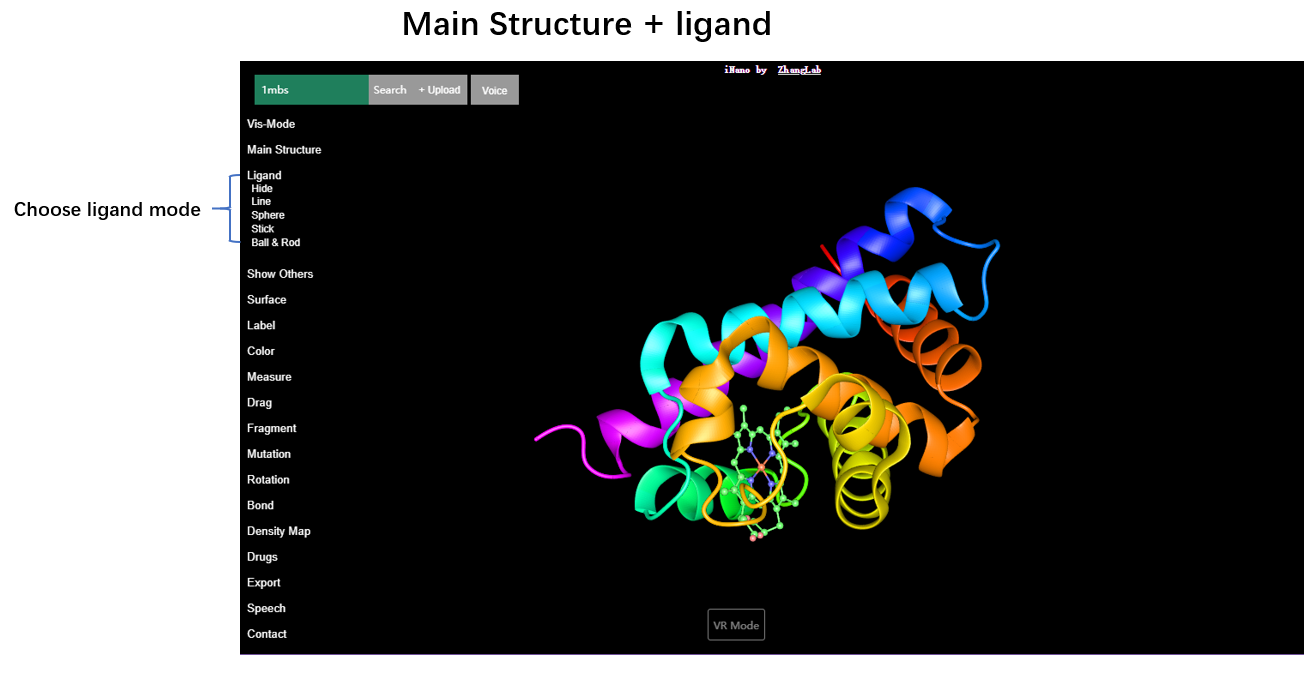 Main Structure + ligand
iNano by ZhangLab
1mbs Search + Upload Voice
Vis-Mode
Main Structure
Choose ligand mode
Ligand
Hide
Line
Sphere
Stick
Ball & Rod
Show Others
Surface
Label
Color
Measure
Drag
Fragment
Mutation
Rotation
Bond
Density Map
Drugs
Export
Speech
Contact
VR Mode